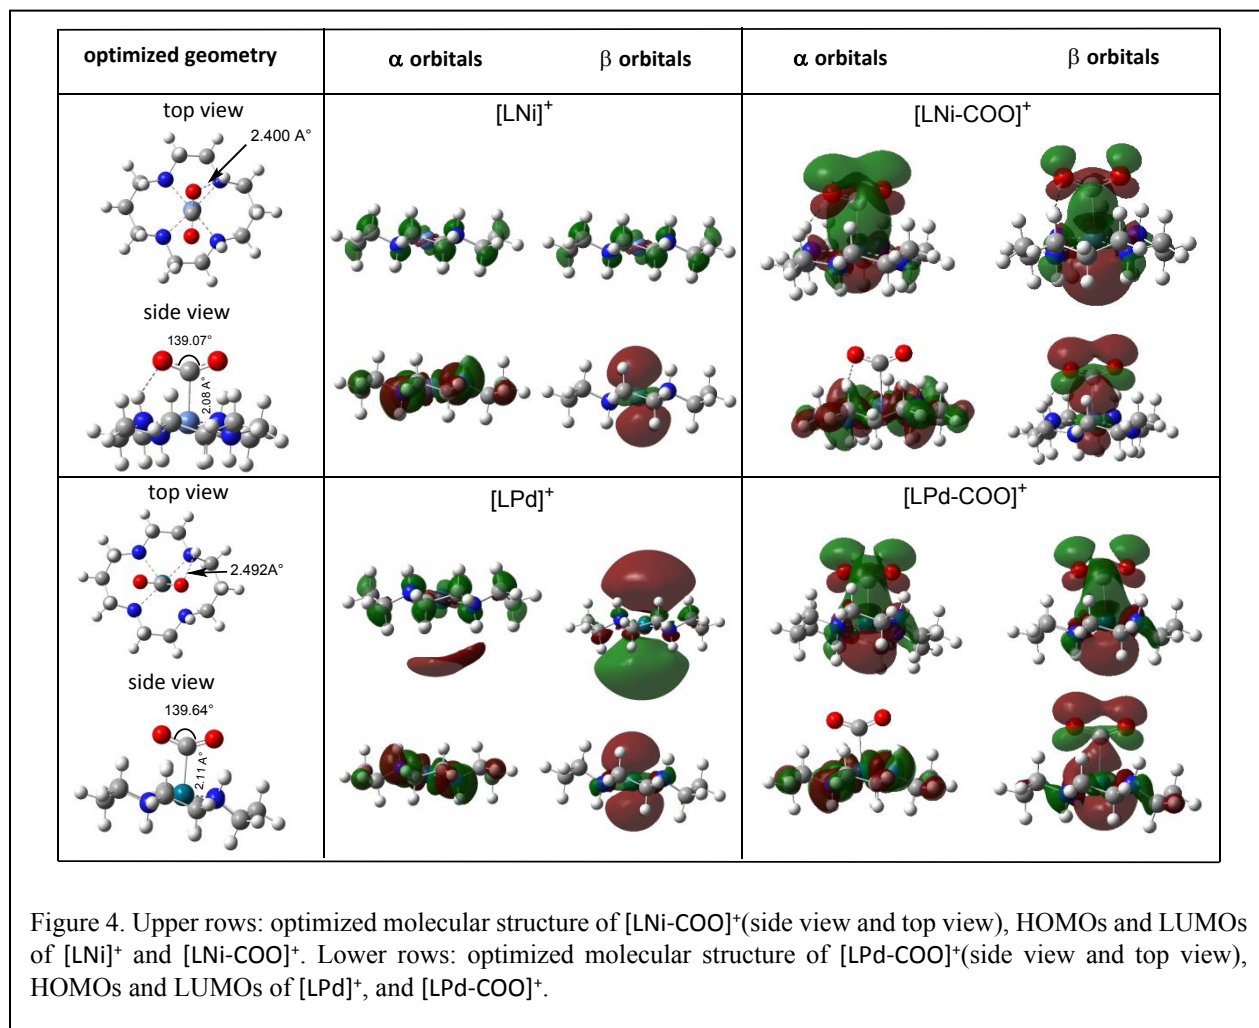 optimized geometry
α orbitals
β orbitals
α orbitals
β orbitals
top view
2.400 A°
side view
139.07°
2.08 A°
[LNi]+
[LNi-COO]+
top view
2.492A°
side view
139.64°
2.11 A°
[LPd]+
[LPd-COO]+
Figure 4. Upper rows: optimized molecular structure of [LNi-COO]+(side view and top view), HOMOs and LUMOs
of [LNi]+ and [LNi-COO]+. Lower rows: optimized molecular structure of [LPd-COO]+(side view and top view),
HOMOs and LUMOs of [LPd]+, and [LPd-COO]+.